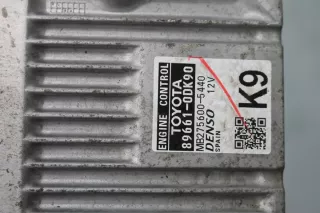 ENGINE CONTROL
TOYOTA
89661-0DK90
MB275600-5440
DENSO 12V
SPAIN
K9